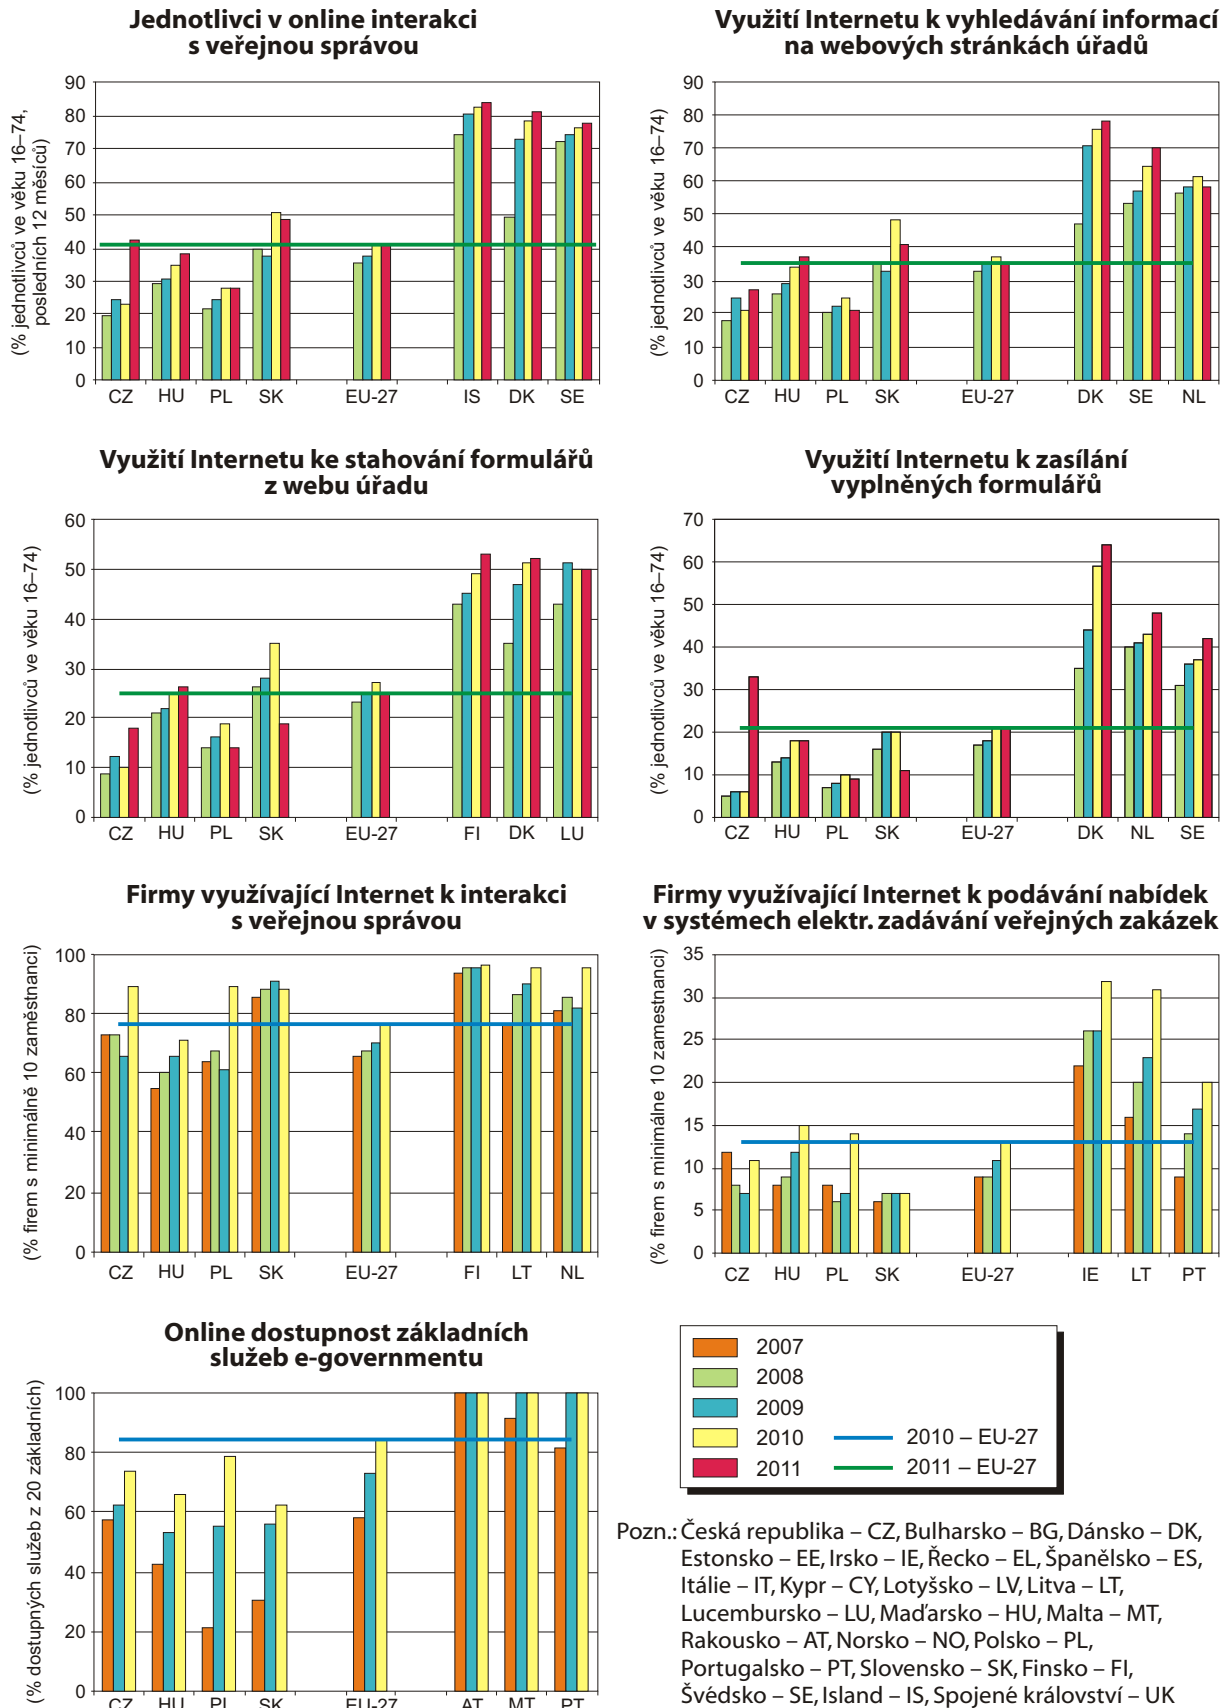 Jednotlivci v online interakci
s veřejnou správou
(% jednotlivců ve věku 16–74,
posledních 12 měsíců)
90
80
70
60
50
40
30
20
10
0
CZ HU PL SK EU-27 IS DK SE
Využití Internetu k vyhledávání informací
na webových stránkách úřadů
(% jednotlivců ve věku 16–74)
90
80
70
60
50
40
30
20
10
0
CZ HU PL SK EU-27 DK SE NL
Využití Internetu ke stahování formulářů
z webu úřadu
(% jednotlivců ve věku 16–74)
60
50
40
30
20
10
0
CZ HU PL SK EU-27 FI DK LU
Využití Internetu k zasílání
vyplněných formulářů
(% jednotlivců ve věku 16–74)
70
60
50
40
30
20
10
0
CZ HU PL SK EU-27 DK NL SE
Firmy využívající Internet k interakci
s veřejnou správou
(% firem s minimálně 10 zaměstnanci)
100
80
60
40
20
0
CZ HU PL SK EU-27 FI LT NL
Firmy využívající Internet k podávání nabídek
v systémech elektr. zadávání veřejných zakázek
(% firem s minimálne 10 zamestnanci)
35
30
25
20
15
10
5
0
CZ HU PL SK EU-27 IE LT PT
Online dostupnost základních
služeb e-governmentu
(% dostupných služeb z 20 základních)
100
80
60
40
20
0
CZ HU PL SK EU-27 AT MT PT
2007
2008
2009
2010 2010 – EU-27
2011 2011 – EU-27
Pozn.: Česká republika – CZ, Bulharsko – BG, Dánsko – DK,
Estonsko – EE, Irsko – IE, Řecko – EL, Španělsko – ES,
Itálie – IT, Kypr – CY, Lotyšsko – LV, Litva – LT,
Lucembursko – LU, Maďarsko – HU, Malta – MT,
Rakousko – AT, Norsko – NO, Polsko – PL,
Portugalsko – PT, Slovensko – SK, Finsko – FI,
Švédsko – SE, Island – IS, Spojené království – UK